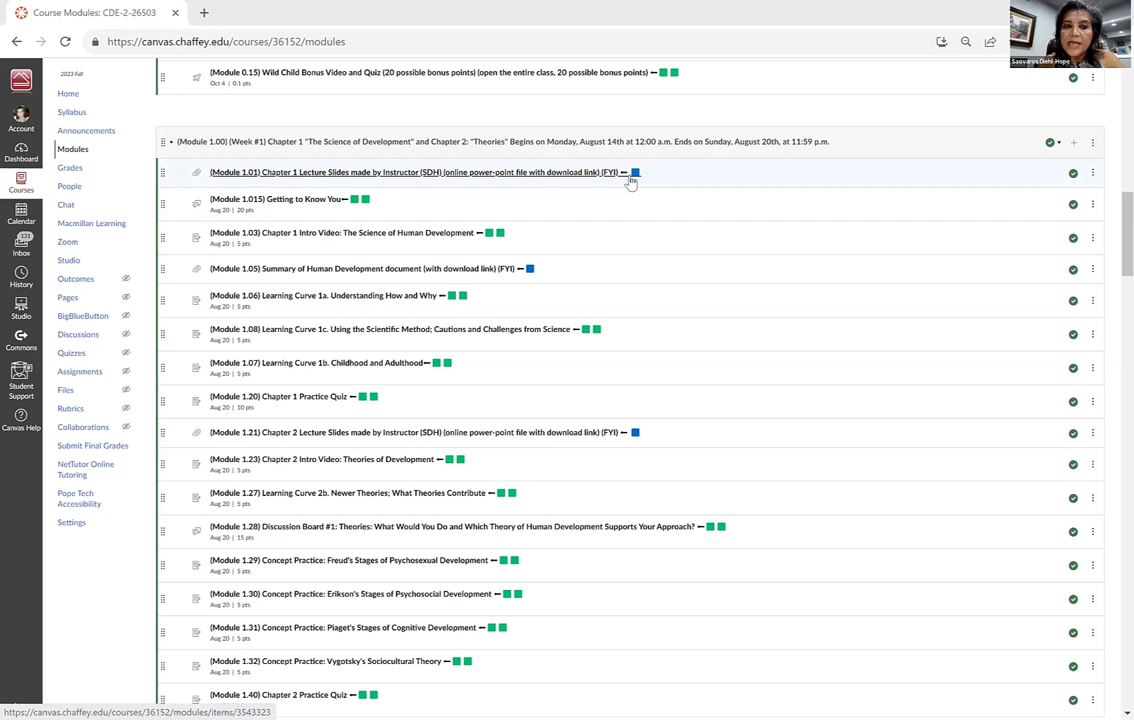 Course Modules: CDE-2-26503
https://canvas.chaffey.edu/courses/36152/modules
Saovaros Diehl-Hope
Account
Dashboard
Courses
Calendar
131
Inbox
History
Studio
Commons
Student
Support
Canvas Help
2023 Fall
Home
Syllabus
Announcements
Modules
Grades
People
Chat
Macmillan Learning
Zoom
Studio
Outcomes
Pages
BigBlueButton
Discussions
Quizzes
Assignments
Files
Rubrics
Collaborations
Submit Final Grades
NetTutor Online
Tutoring
Pope Tech
Accessibility
Settings
(Module 0.15) Wild Child Bonus Video and Quiz (20 possible bonus points) (open the entire class, 20 possible bonus points)
Oct 4 | 0.1 pts
(Module 1.00) (Week #1) Chapter 1 "The Science of Development" and Chapter 2: "Theories" Begins on Monday, August 14th at 12:00 a.m. Ends on Sunday, August 20th, at 11:59 p.m.
(Module 1.01) Chapter 1 Lecture Slides made by Instructor (SDH) (online power-point file with download link) (FYI)
(Module 1.015) Getting to Know You
Aug 20 | 20 pts
(Module 1.03) Chapter 1 Intro Video: The Science of Human Development
Aug 20 | 5 pts
(Module 1.05) Summary of Human Development document (with download link) (FYI)
(Module 1.06) Learning Curve 1a. Understanding How and Why
Aug 20 | 5 pts
(Module 1.08) Learning Curve 1c. Using the Scientific Method; Cautions and Challenges from Science
Aug 20 | 5 pts
(Module 1.07) Learning Curve 1b. Childhood and Adulthood
Aug 20 | 5 pts
(Module 1.20) Chapter 1 Practice Quiz
Aug 20 | 10 pts
(Module 1.21) Chapter 2 Lecture Slides made by Instructor (SDH) (online power-point file with download link) (FYI)
(Module 1.23) Chapter 2 Intro Video: Theories of Development
Aug 20 | 5 pts
(Module 1.27) Learning Curve 2b. Newer Theories; What Theories Contribute
Aug 20 | 5 pts
(Module 1.28) Discussion Board #1: Theories: What Would You Do and Which Theory of Human Development Supports Your Approach?
Aug 20 | 15 pts
(Module 1.29) Concept Practice: Freud's Stages of Psychosexual Development
Aug 20 | 5 pts
(Module 1.30) Concept Practice: Erikson's Stages of Psychosocial Development
Aug 20 | 5 pts
(Module 1.31) Concept Practice: Piaget's Stages of Cognitive Development
Aug 20 | 5 pts
(Module 1.32) Concept Practice: Vygotsky's Sociocultural Theory
Aug 20 | 5 pts
(Module 1.40) Chapter 2 Practice Quiz
https://canvas.chaffey.edu/courses/36152/modules/items/3543323